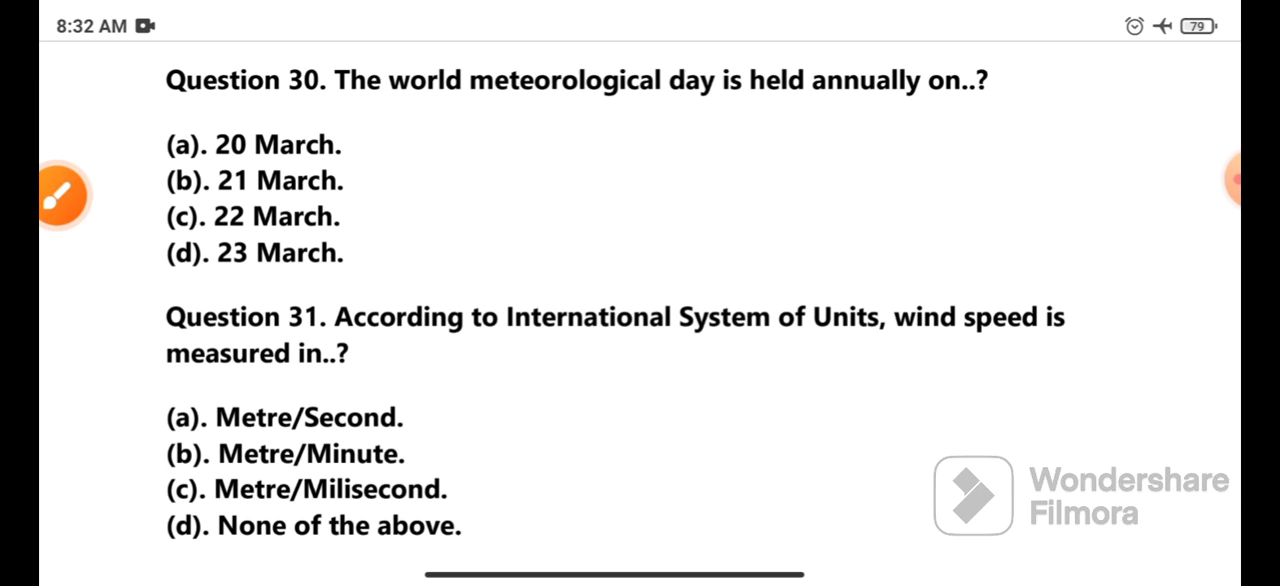 8:32 AM
79
Question 30. The world meteorological day is held annually on..?
(a). 20 March.
(b). 21 March.
(c). 22 March.
(d). 23 March.
Question 31. According to International System of Units, wind speed is
measured in..?
(a). Metre/Second.
(b). Metre/Minute.
(c). Metre/Milisecond.
(d). None of the above.
Wondershare
Filmora